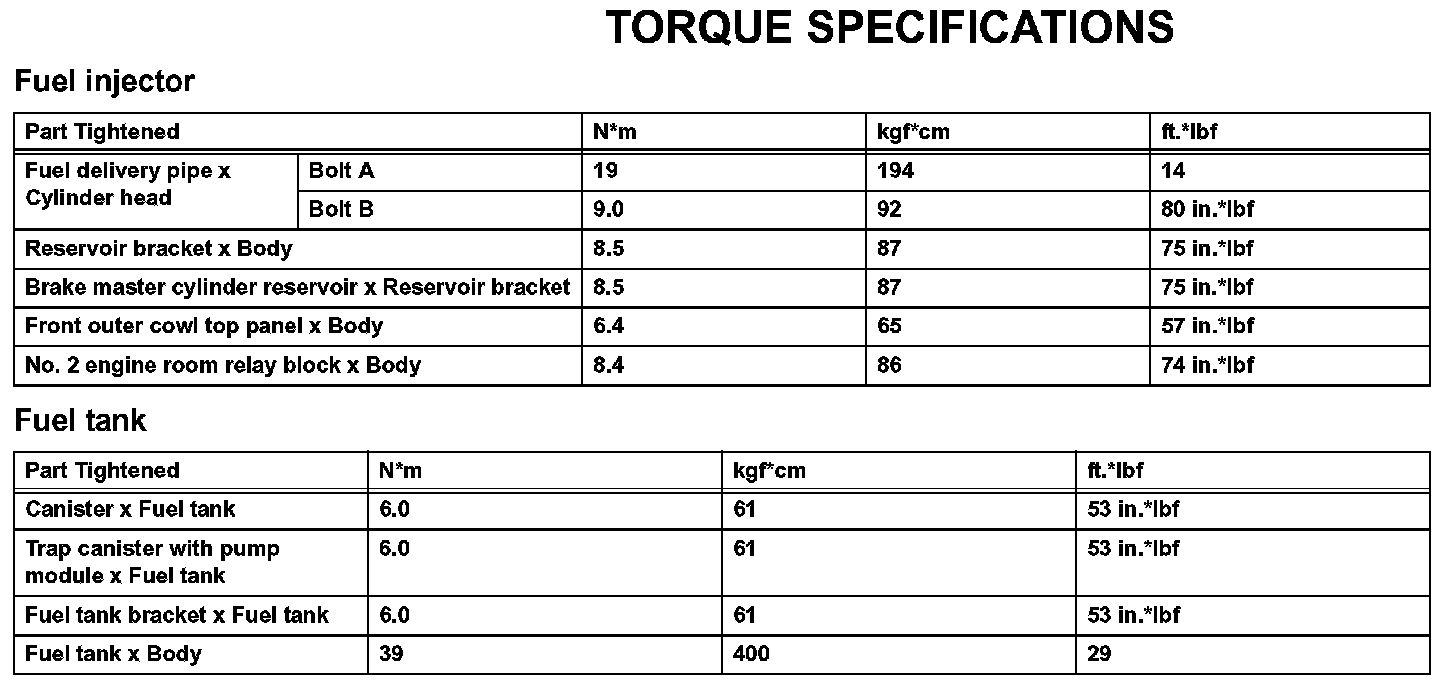 TORQUE SPECIFICATIONS
Fuel injector
Part Tightened N*m kgf*cm ft.*lbf
Fuel delivery pipe x Bolt A 19 194 14
Cylinder head
Bolt B 9.0 92 80 in.*lbf
Reservoir bracket x Body 8.5 87 75 in.*lbf
Brake master cylinder reservoir x Reservoir bracket 8.5 87 75 in.*lbf
Front outer cowl top panel x Body 6.4 65 57 in.*lbf
No. 2 engine room relay block x Body 8.4 86 74 in.*lbf
Fuel tank
Part Tightened N*m kgf*cm ft.*lbf
Canister x Fuel tank 6.0 61 53 in.*lbf
Trap canister with pump 6.0 61 53 in.*lbf
module x Fuel tank
Fuel tank bracket x Fuel tank 6.0 61 53 in.*lbf
Fuel tank x Body 39 400 29